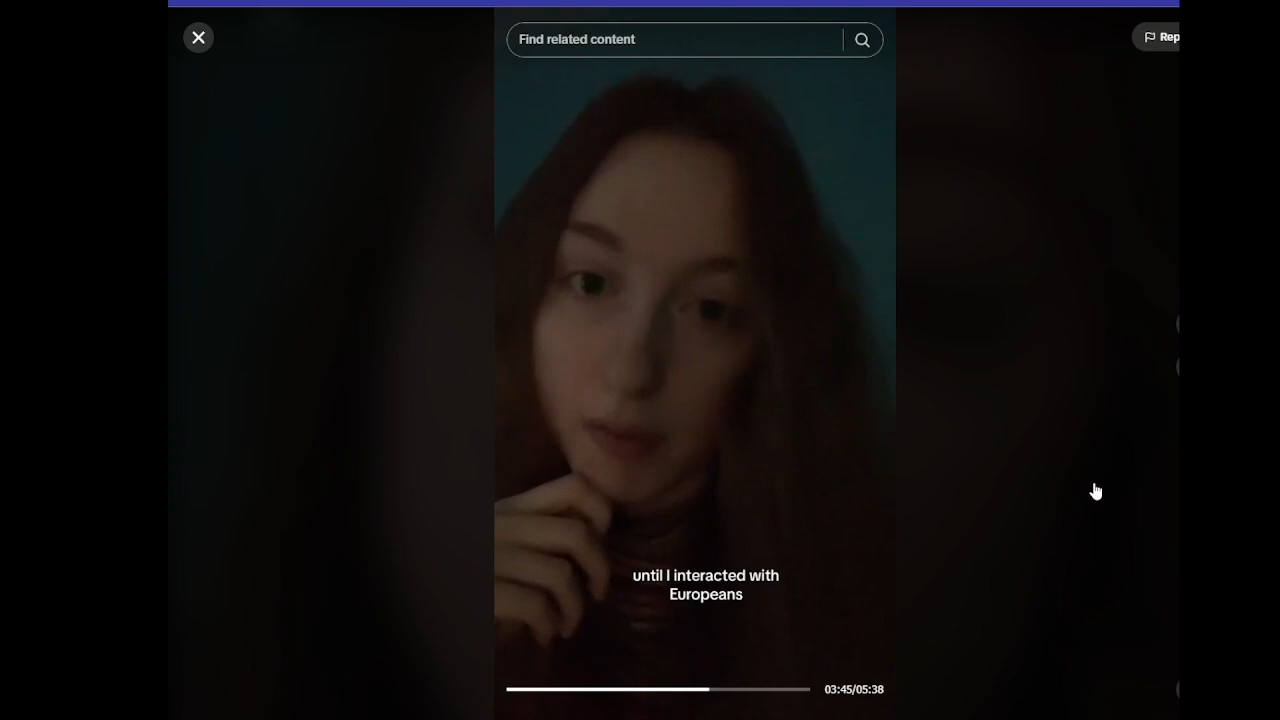 Find related content
Rep
until I interacted with
Europeans
03:45/05:38